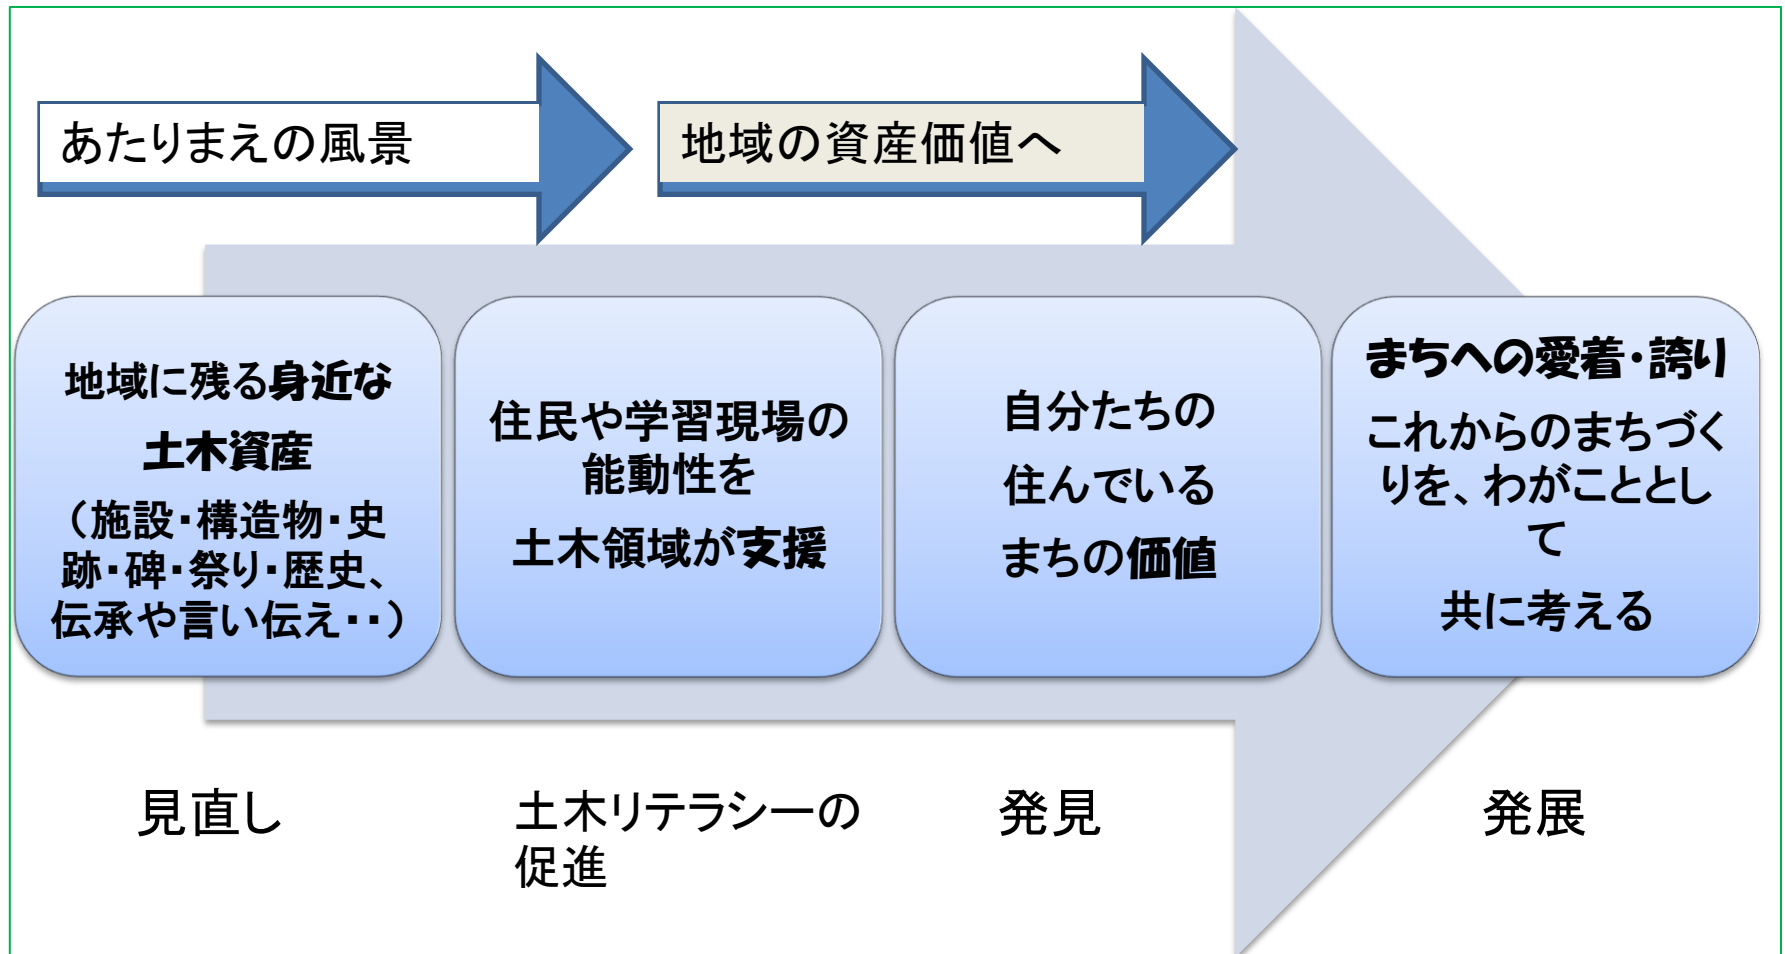 あたりまえの風景
地域の資産価値へ
地域に残る身近な
土木資産
（施設・構造物・史
跡・碑・祭り・歴史、
伝承や言い伝え・・）
住民や学習現場の
能動性を
土木領域が支援
自分たちの
住んでいる
まちの価値
まちへの愛着・誇り
これからのまちづく
りを、わがこととし
て
共に考える
見直し
土木リテラシーの
促進
発見
発展